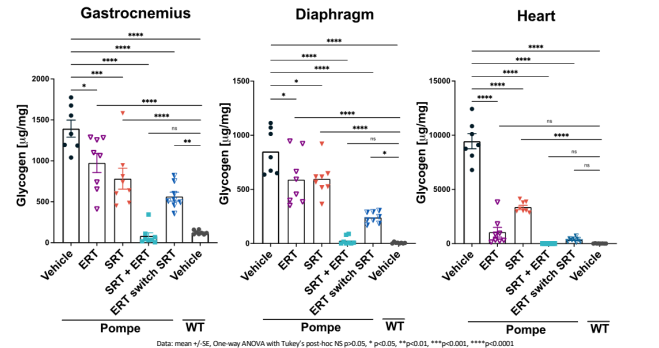 Gastrocnemius
Diaphragm
Heart
****
****
****
***
*
****
****
ns
**
****
****
****
*
*
****
****
ns
*
****
****
****
****
****
ns
****
ns
ns
Glycogen [µg/mg]
2000
1500
1000
500
0
Glycogen [µg/mg]
1500
1000
500
0
Glycogen [µg/mg]
15000
10000
5000
0
Vehicle
ERT
SRT
SRT + ERT
ERT switch SRT
Vehicle
Vehicle
ERT
SRT
SRT + ERT
ERT switch SRT
Vehicle
Vehicle
ERT
SRT
SRT + ERT
ERT switch SRT
Vehicle
Pompe
WT
Pompe
WT
Pompe
WT
Data: mean +/-SE, One-way ANOVA with Tukey's post-hoc NS p>0.05, * p<0.05, **p<0.01, ***p<0.001, ****p<0.0001